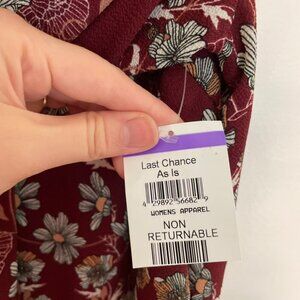 Last Chance
As Is
4 29892 56682 9
WOMENS APPAREL
NON
RETURNABLE